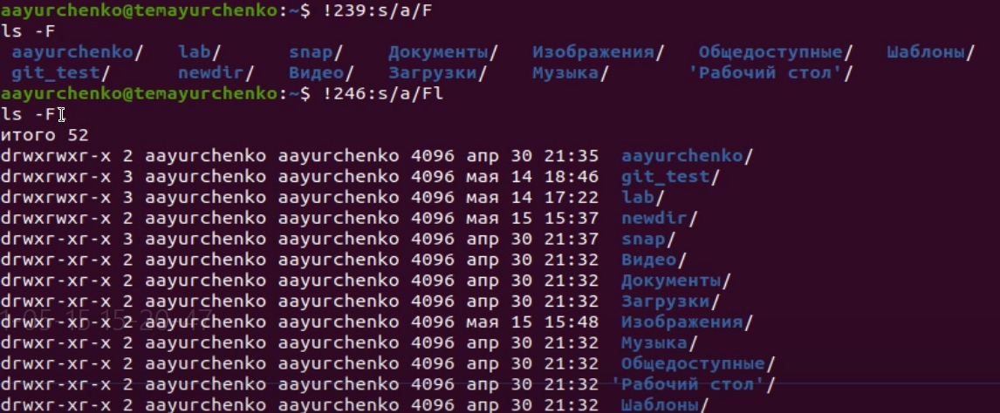 aayurchenko@temayurchenko:~$ !239:s/a/F
ls -F
aayurchenko/ lab/ snap/ Документы/ Изображения/ Общедоступные/ Шаблоны/
git_test/ newdir/ Видео/ Загрузки/ Музыка/ 'Рабочий стол'/
aayurchenko@temayurchenko:~$ !246:s/a/Fl
ls -Fl
итого 52
drwxrwxr-x 2 aayurchenko aayurchenko 4096 апр 30 21:35 aayurchenko/
drwxrwxr-x 3 aayurchenko aayurchenko 4096 мая 14 18:46 git_test/
drwxrwxr-x 3 aayurchenko aayurchenko 4096 мая 14 17:22 lab/
drwxrwxr-x 2 aayurchenko aayurchenko 4096 мая 15 15:37 newdir/
drwxr-xr-x 3 aayurchenko aayurchenko 4096 апр 30 21:37 snap/
drwxr-xr-x 2 aayurchenko aayurchenko 4096 апр 30 21:32 Видео/
drwxr-xr-x 2 aayurchenko aayurchenko 4096 апр 30 21:32 Документы/
drwxr-xr-x 2 aayurchenko aayurchenko 4096 апр 30 21:32 Загрузки/
drwxr-xr-x 2 aayurchenko aayurchenko 4096 мая 15 15:48 Изображения/
drwxr-xr-x 2 aayurchenko aayurchenko 4096 апр 30 21:32 Музыка/
drwxr-xr-x 2 aayurchenko aayurchenko 4096 апр 30 21:32 Общедоступные/
drwxr-xr-x 2 aayurchenko aayurchenko 4096 апр 30 21:32 'Рабочий стол'/
drwxr-xr-x 2 aayurchenko aayurchenko 4096 апр 30 21:32 Шаблоны/